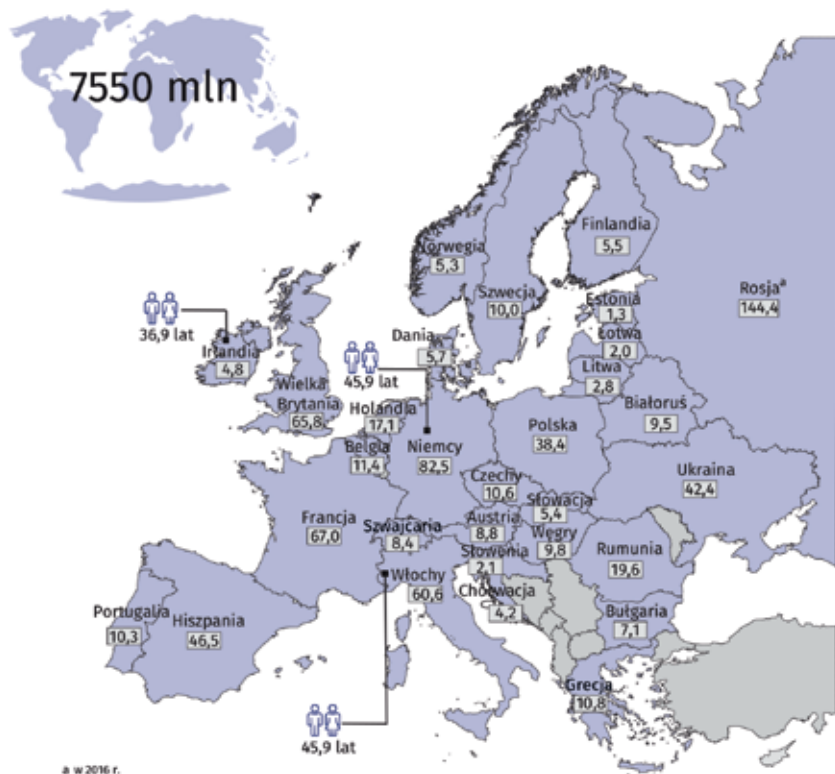 7550 mln
Finlandia
5,5
Norwegia
5,3
Szwecja
10,0
Rosjaª
144,4
Estonia
1,3
Łotwa
2,0
Litwa
2,8
36,9 lat
Irlandia
4,8
Dania
5,7
45,9 lat
Wielka
Brytania
65,8
Holandia
17,1
Belgia
11,4
Niemcy
82,5
Polska
38,4
Białoruś
9,5
Ukraina
42,4
Czechy
10,6
Słowacja
5,4
Francja
67,0
Szwajcaria
8,4
Austria
8,8
Węgry
9,8
Słowenia
2,1
Rumunia
19,6
Włochy
60,6
Chorwacja
4,2
Portugalia
10,3
Hiszpania
46,5
Bułgaria
7,1
Grecja
10,8
45,9 lat
a w 2016 r.